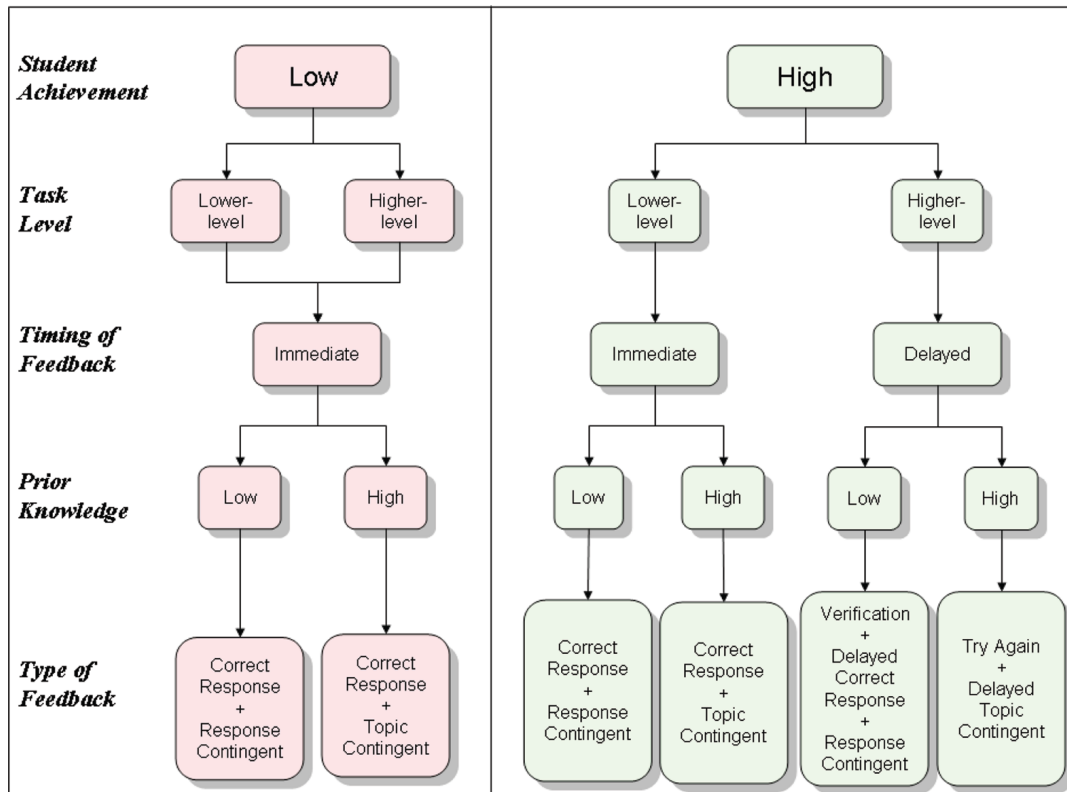 Student
Achievement
Low
High
Task
Level
Lower-
level
Higher-
level
Lower-
level
Higher-
level
Timing of
Feedback
Immediate
Immediate
Delayed
Prior
Knowledge
Low
High
Low
High
Low
High
Type of
Feedback
Correct
Response
+
Response
Contingent
Correct
Response
+
Topic
Contingent
Correct
Response
+
Response
Contingent
Correct
Response
+
Topic
Contingent
Verification
+
Delayed
Correct
Response
+
Response
Contingent
Try Again
+
Delayed
Topic
Contingent